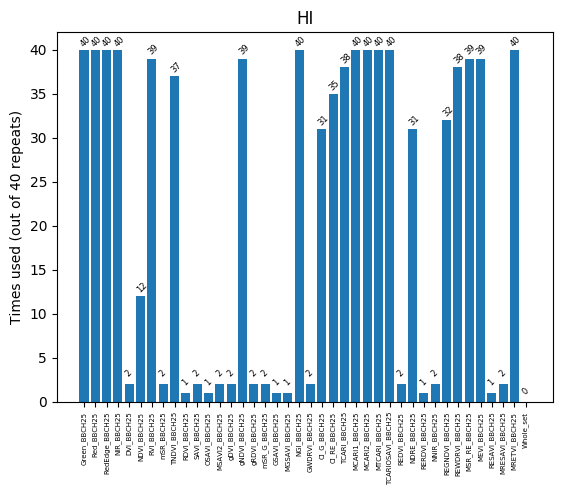 HI
Times used (out of 40 repeats)
40
35
30
25
20
15
10
5
0
40
40
40
40
2
12
39
2
37
1
2
1
2
2
39
2
2
1
1
40
2
31
35
38
40
40
40
40
2
31
1
2
32
38
39
39
1
2
40
0
Green_BBCH25
Red_BBCH25
RedEdge_BBCH25
NIR_BBCH25
DVI_BBCH25
NDVI_BBCH25
RVI_BBCH25
mSR_BBCH25
TNDVI_BBCH25
RDVI_BBCH25
SAVI_BBCH25
OSAVI_BBCH25
MSAVI2_BBCH25
gDVI_BBCH25
gNDVI_BBCH25
gRDVI_BBCH25
mSR_G_BBCH25
GSAVI_BBCH25
MGSAVI_BBCH25
NGI_BBCH25
GWDRVI_BBCH25
CI_G_BBCH25
CI_RE_BBCH25
TCARI_BBCH25
MCARI1_BBCH25
MCARI2_BBCH25
MTCARI_BBCH25
TCARIOSAVI_BBCH25
REDVI_BBCH25
NDRE_BBCH25
RERDVI_BBCH25
NNIR_BBCH25
REGNDVI_BBCH25
REWDRVI_BBCH25
MSR_RE_BBCH25
MEVI_BBCH25
RESAVI_BBCH25
MRESAVI_BBCH25
MRETVI_BBCH25
Whole_set